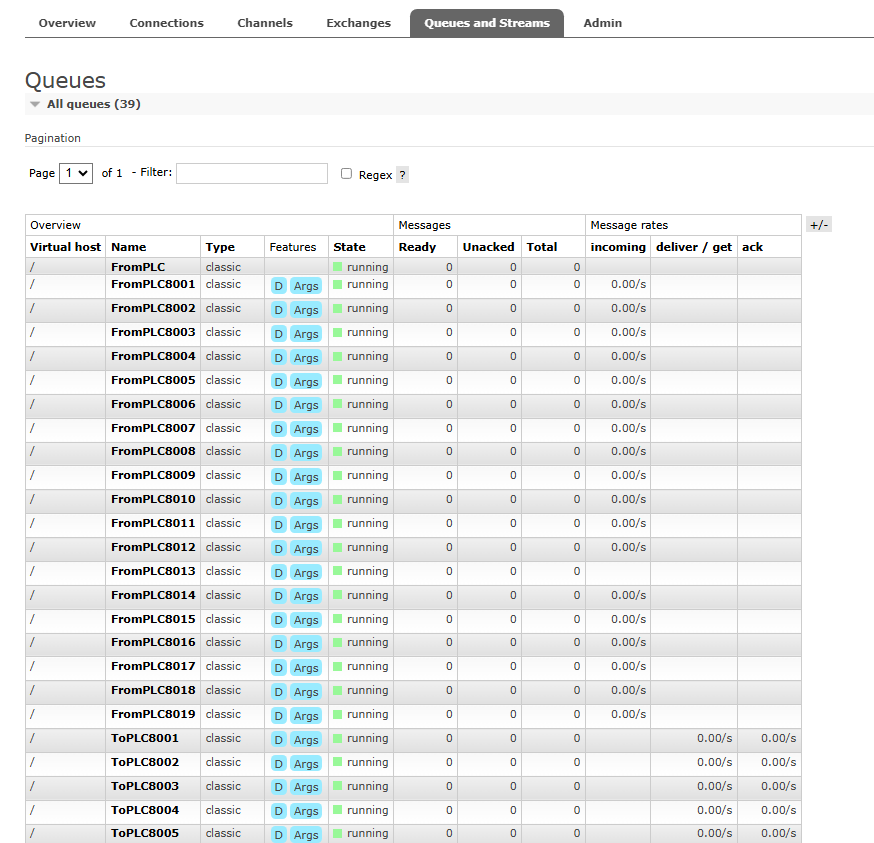 Overview Connections Channels Exchanges Queues and Streams Admin
Queues
All queues (39)
Pagination
Page 1 of 1 - Filter: Regex ?
Overview Messages Message rates +/-
Virtual host Name Type Features State Ready Unacked Total incoming deliver / get ack
/ FromPLC classic running 0 0 0
/ FromPLC8001 classic D Args running 0 0 0 0.00/s
/ FromPLC8002 classic D Args running 0 0 0 0.00/s
/ FromPLC8003 classic D Args running 0 0 0 0.00/s
/ FromPLC8004 classic D Args running 0 0 0 0.00/s
/ FromPLC8005 classic D Args running 0 0 0 0.00/s
/ FromPLC8006 classic D Args running 0 0 0 0.00/s
/ FromPLC8007 classic D Args running 0 0 0 0.00/s
/ FromPLC8008 classic D Args running 0 0 0 0.00/s
/ FromPLC8009 classic D Args running 0 0 0 0.00/s
/ FromPLC8010 classic D Args running 0 0 0 0.00/s
/ FromPLC8011 classic D Args running 0 0 0 0.00/s
/ FromPLC8012 classic D Args running 0 0 0 0.00/s
/ FromPLC8013 classic D Args running 0 0 0
/ FromPLC8014 classic D Args running 0 0 0 0.00/s
/ FromPLC8015 classic D Args running 0 0 0 0.00/s
/ FromPLC8016 classic D Args running 0 0 0 0.00/s
/ FromPLC8017 classic D Args running 0 0 0 0.00/s
/ FromPLC8018 classic D Args running 0 0 0 0.00/s
/ FromPLC8019 classic D Args running 0 0 0 0.00/s
/ ToPLC8001 classic D Args running 0 0 0 0.00/s 0.00/s
/ ToPLC8002 classic D Args running 0 0 0 0.00/s 0.00/s
/ ToPLC8003 classic D Args running 0 0 0 0.00/s 0.00/s
/ ToPLC8004 classic D Args running 0 0 0 0.00/s 0.00/s
/ ToPLC8005 classic D Args running 0 0 0 0.00/s 0.00/s